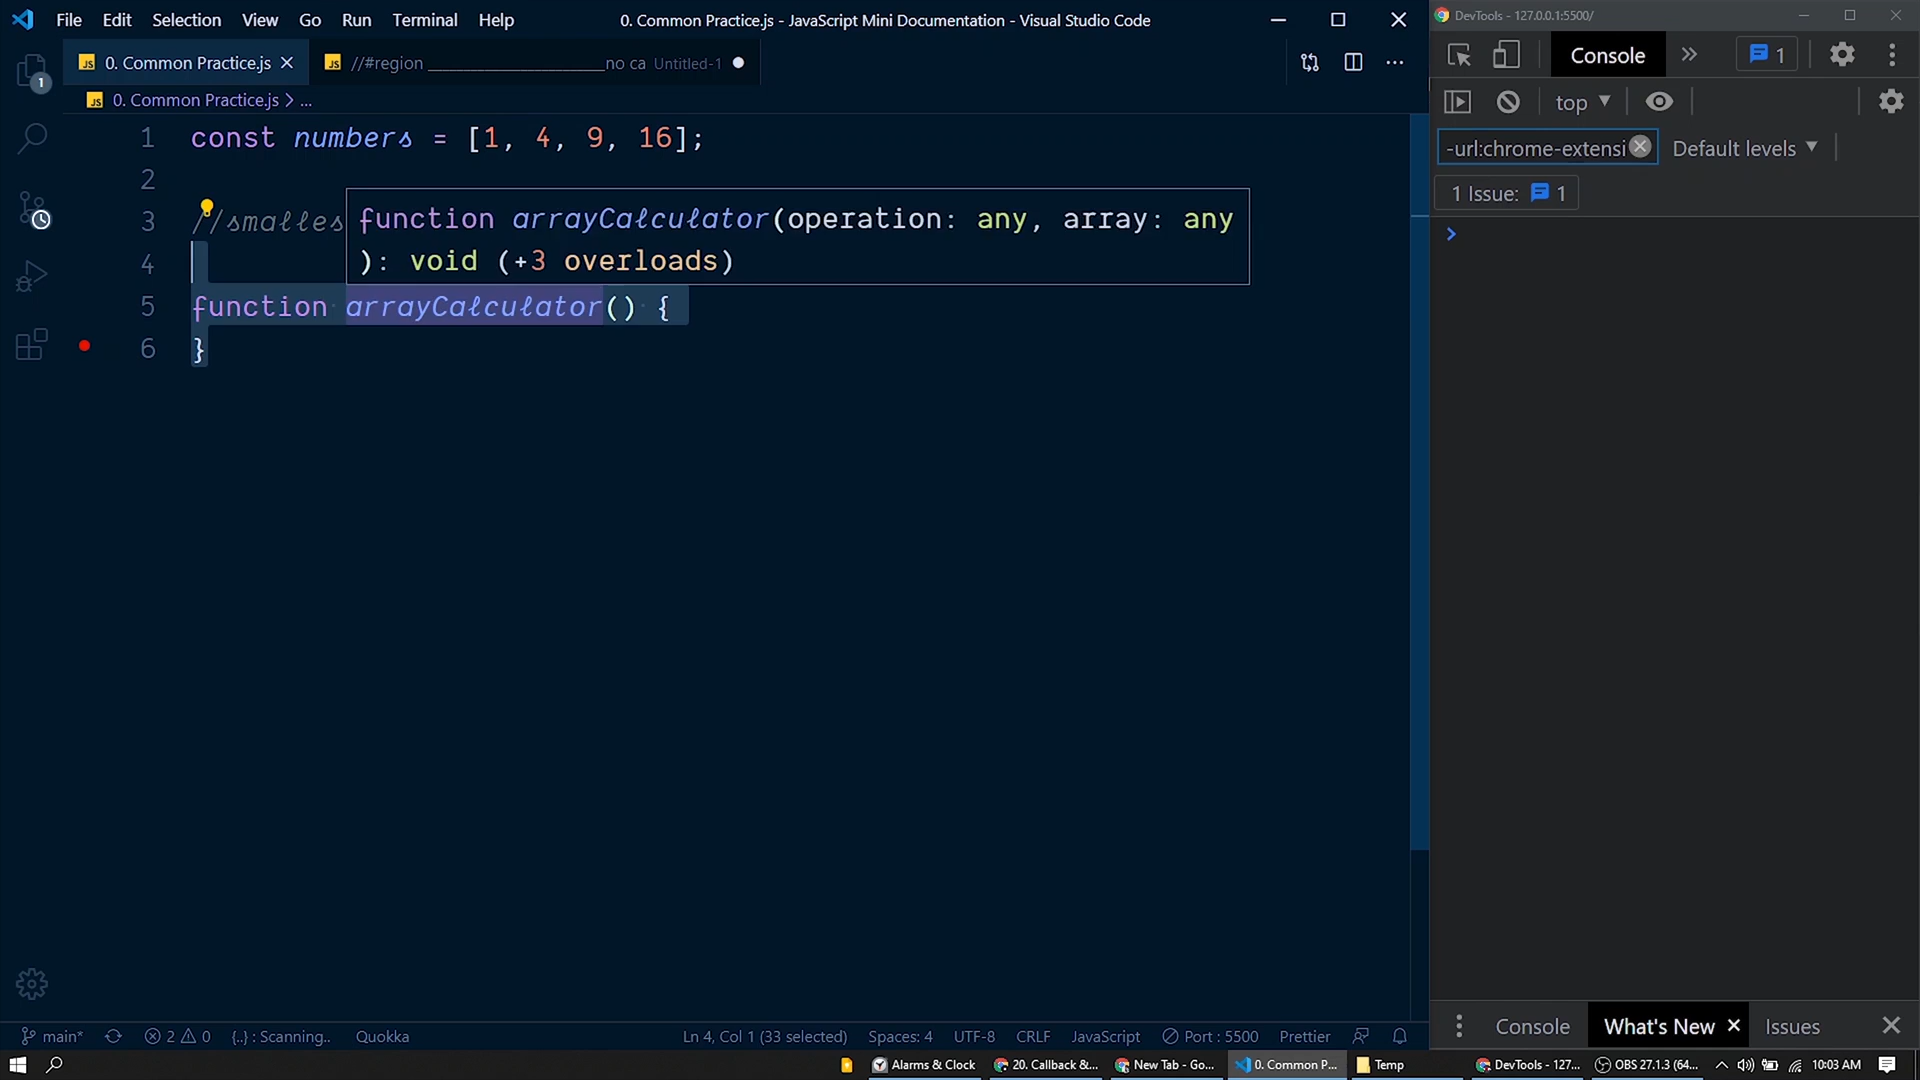 File Edit Selection View Go Run Terminal Help
0. Common Practice.js - JavaScript Mini Documentation - Visual Studio Code
DevTools - 127.0.0.1:5500/
0. Common Practice.js
//#region _________________________no ca Untitled-1
Console 1
1
0. Common Practice.js > ...
top
1 const numbers = [1, 4, 9, 16];
-url:chrome-extensi Default levels
2
1 Issue: 1
3 //smalles
function arrayCalculator(operation: any, array: any
): void (+3 overloads)
>
4
5 function arrayCalculator() {
6 }
main* 2 0 {..} : Scanning.. Quokka
Ln 4, Col 1 (33 selected) Spaces: 4 UTF-8 CRLF JavaScript Port : 5500 Prettier
Console What's New Issues
Alarms & Clock 20. Callback &... New Tab - Go... 0. Common P... Temp DevTools - 127... OBS 27.1.3 (64... 10:03 AM